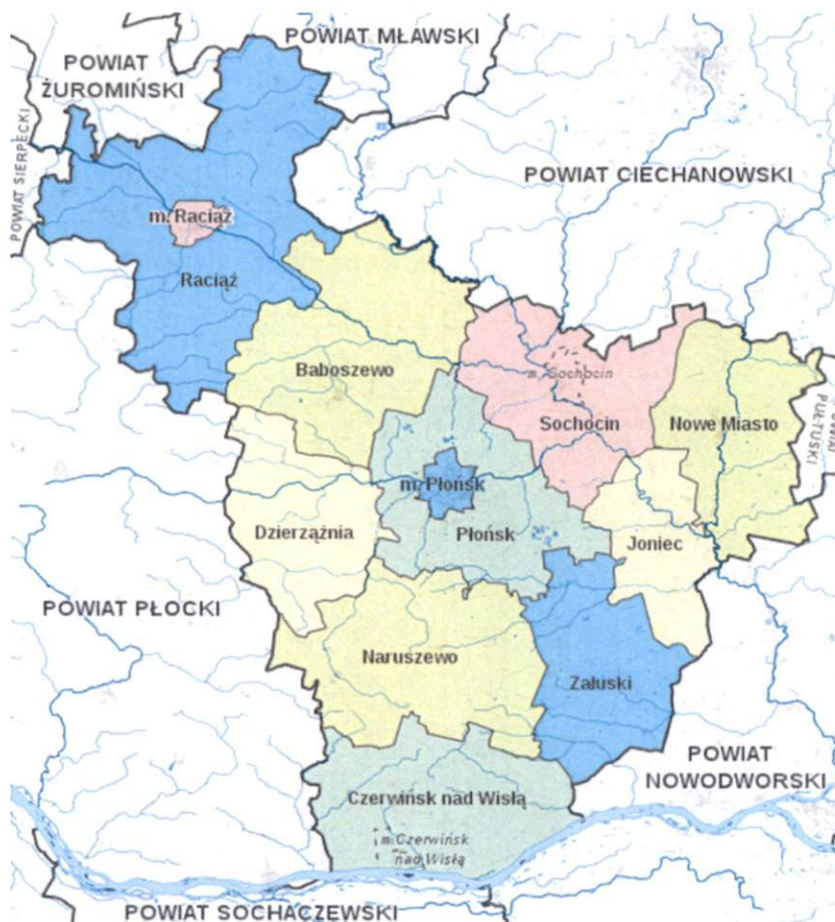 POWIAT MŁAWSKI
POWIAT
ŻUROMIŃSKI
POWIAT SIERPECKI
POWIAT CIECHANOWSKI
m. Raciąż
Raciąż
Baboszewo
m. Sochocin
Sochocin
Nowe Miasto
PUŁTUSKI
m. Płońsk
Płońsk
Dzierzążnia
Joniec
POWIAT PŁOCKI
Naruszewo
Załuski
POWIAT
NOWODWORSKI
Czerwińsk nad Wisłą
m. Czerwińsk
nad Wisłą
POWIAT SOCHACZEWSKI